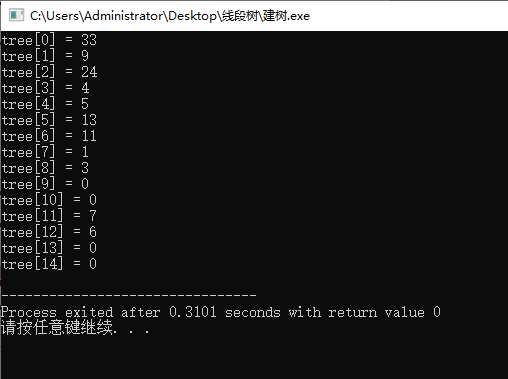 C:\Users\Administrator\Desktop\线段树\建树.exe
tree[0] = 33
tree[1] = 9
tree[2] = 24
tree[3] = 4
tree[4] = 5
tree[5] = 13
tree[6] = 11
tree[7] = 1
tree[8] = 3
tree[9] = 0
tree[10] = 0
tree[11] = 7
tree[12] = 6
tree[13] = 0
tree[14] = 0
--------------------------------
Process exited after 0.3101 seconds with return value 0
请按任意键继续. . .